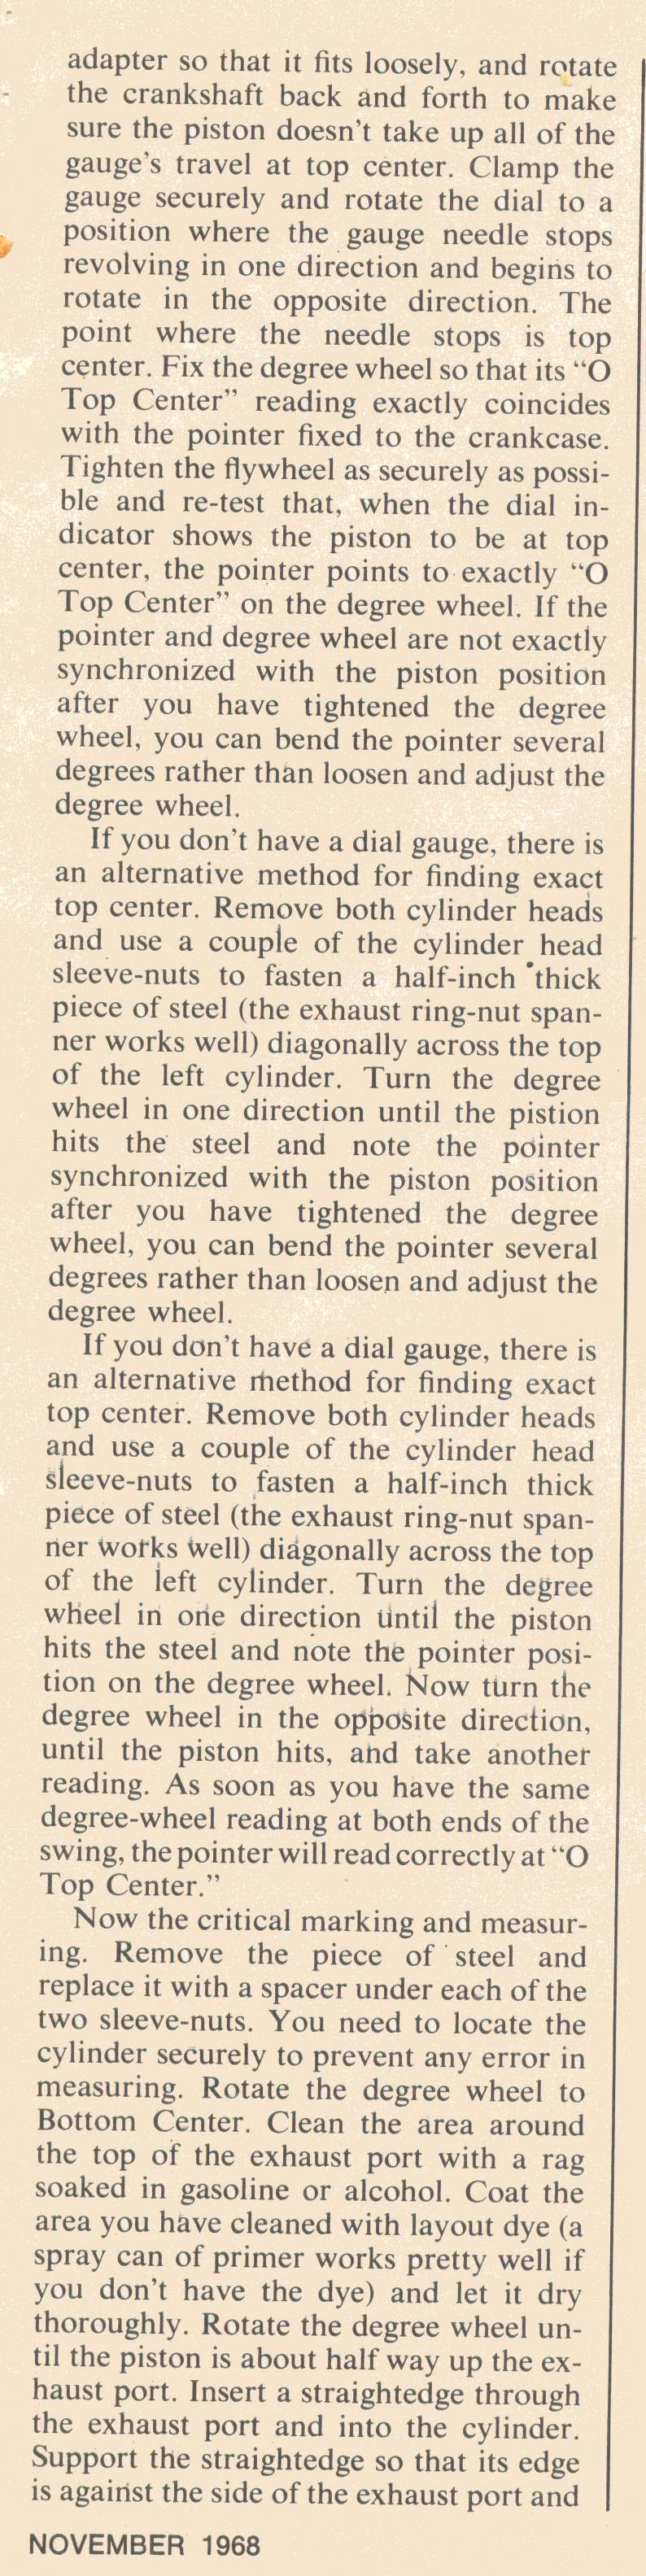 adapter so that it fits loosely, and rotate
the crankshaft back and forth to make
sure the piston doesn't take up all of the
gauge's travel at top center. Clamp the
gauge securely and rotate the dial to a
position where the gauge needle stops
revolving in one direction and begins to
rotate in the opposite direction. The
point where the needle stops is top
center. Fix the degree wheel so that its “O
Top Center” reading exactly coincides
with the pointer fixed to the crankcase.
Tighten the flywheel as securely as possi-
ble and re-test that, when the dial in-
dicator shows the piston to be at top
center, the pointer points to exactly “O
Top Center” on the degree wheel. If the
pointer and degree wheel are not exactly
synchronized with the piston position
after you have tightened the degree
wheel, you can bend the pointer several
degrees rather than loosen and adjust the
degree wheel.
If you don't have a dial gauge, there is
an alternative method for finding exact
top center. Remove both cylinder heads
and use a couple of the cylinder head
sleeve-nuts to fasten a half-inch thick
piece of steel (the exhaust ring-nut span-
ner works well) diagonally across the top
of the left cylinder. Turn the degree
wheel in one direction until the pistion
hits the steel and note the pointer
synchronized with the piston position
after you have tightened the degree
wheel, you can bend the pointer several
degrees rather than loosen and adjust the
degree wheel.
If you don't have a dial gauge, there is
an alternative method for finding exact
top center. Remove both cylinder heads
and use a couple of the cylinder head
sleeve-nuts to fasten a half-inch thick
piece of steel (the exhaust ring-nut span-
ner works well) diagonally across the top
of the left cylinder. Turn the degree
wheel in one direction until the piston
hits the steel and note the pointer posi-
tion on the degree wheel. Now turn the
degree wheel in the opposite direction,
until the piston hits, and take another
reading. As soon as you have the same
degree-wheel reading at both ends of the
swing, the pointer will read correctly at “O
Top Center.”
Now the critical marking and measur-
ing. Remove the piece of steel and
replace it with a spacer under each of the
two sleeve-nuts. You need to locate the
cylinder securely to prevent any error in
measuring. Rotate the degree wheel to
Bottom Center. Clean the area around
the top of the exhaust port with a rag
soaked in gasoline or alcohol. Coat the
area you have cleaned with layout dye (a
spray can of primer works pretty well if
you don't have the dye) and let it dry
thoroughly. Rotate the degree wheel un-
til the piston is about half way up the ex-
haust port. Insert a straightedge through
the exhaust port and into the cylinder.
Support the straightedge so that its edge
is against the side of the exhaust port and
NOVEMBER 1968